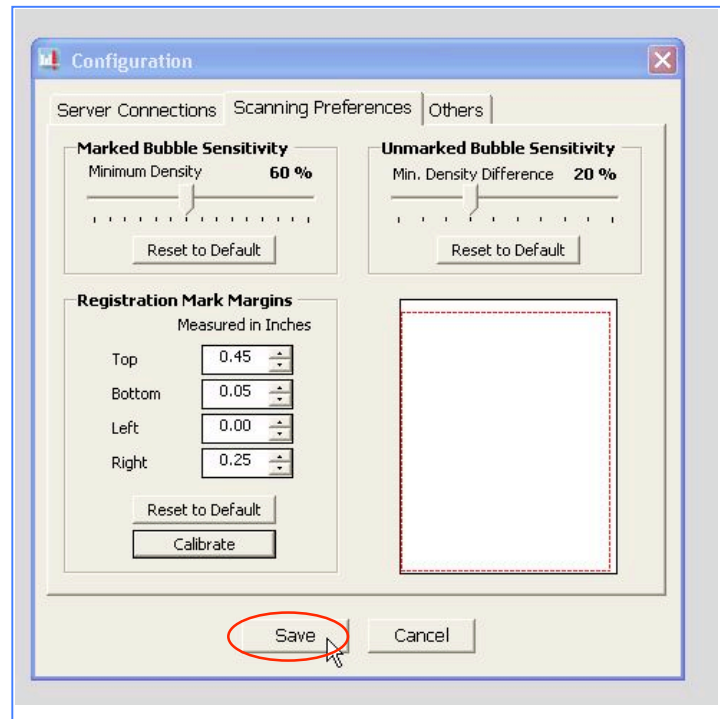 Configuration
Server Connections Scanning Preferences Others
Marked Bubble Sensitivity
Minimum Density 60 %
Reset to Default
Unmarked Bubble Sensitivity
Min. Density Difference 20 %
Reset to Default
Registration Mark Margins
Measured in Inches
Top 0.45
Bottom 0.05
Left 0.00
Right 0.25
Reset to Default
Calibrate
Save Cancel